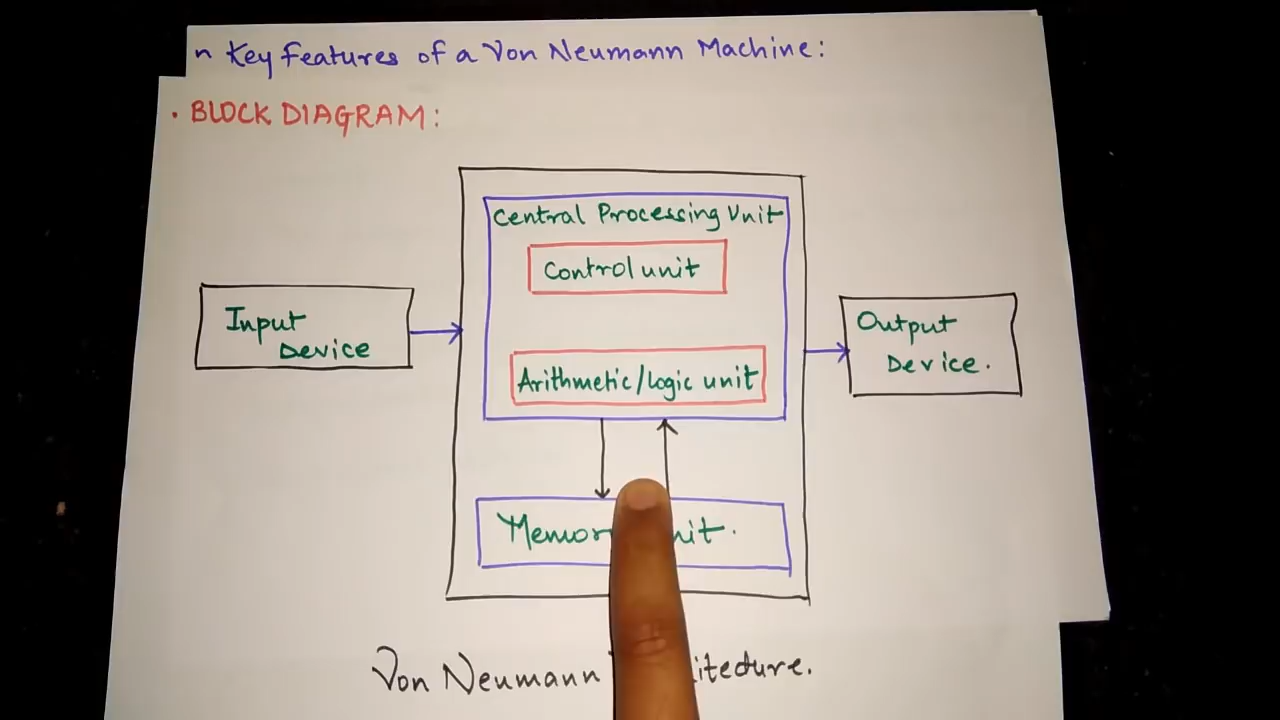 n Key features of a Von Neumann Machine:
. BLOCK DIAGRAM:
Central Processing Unit
Control unit
Input
Device
Output
Device.
Arithmetic/logic unit
Von Neumann